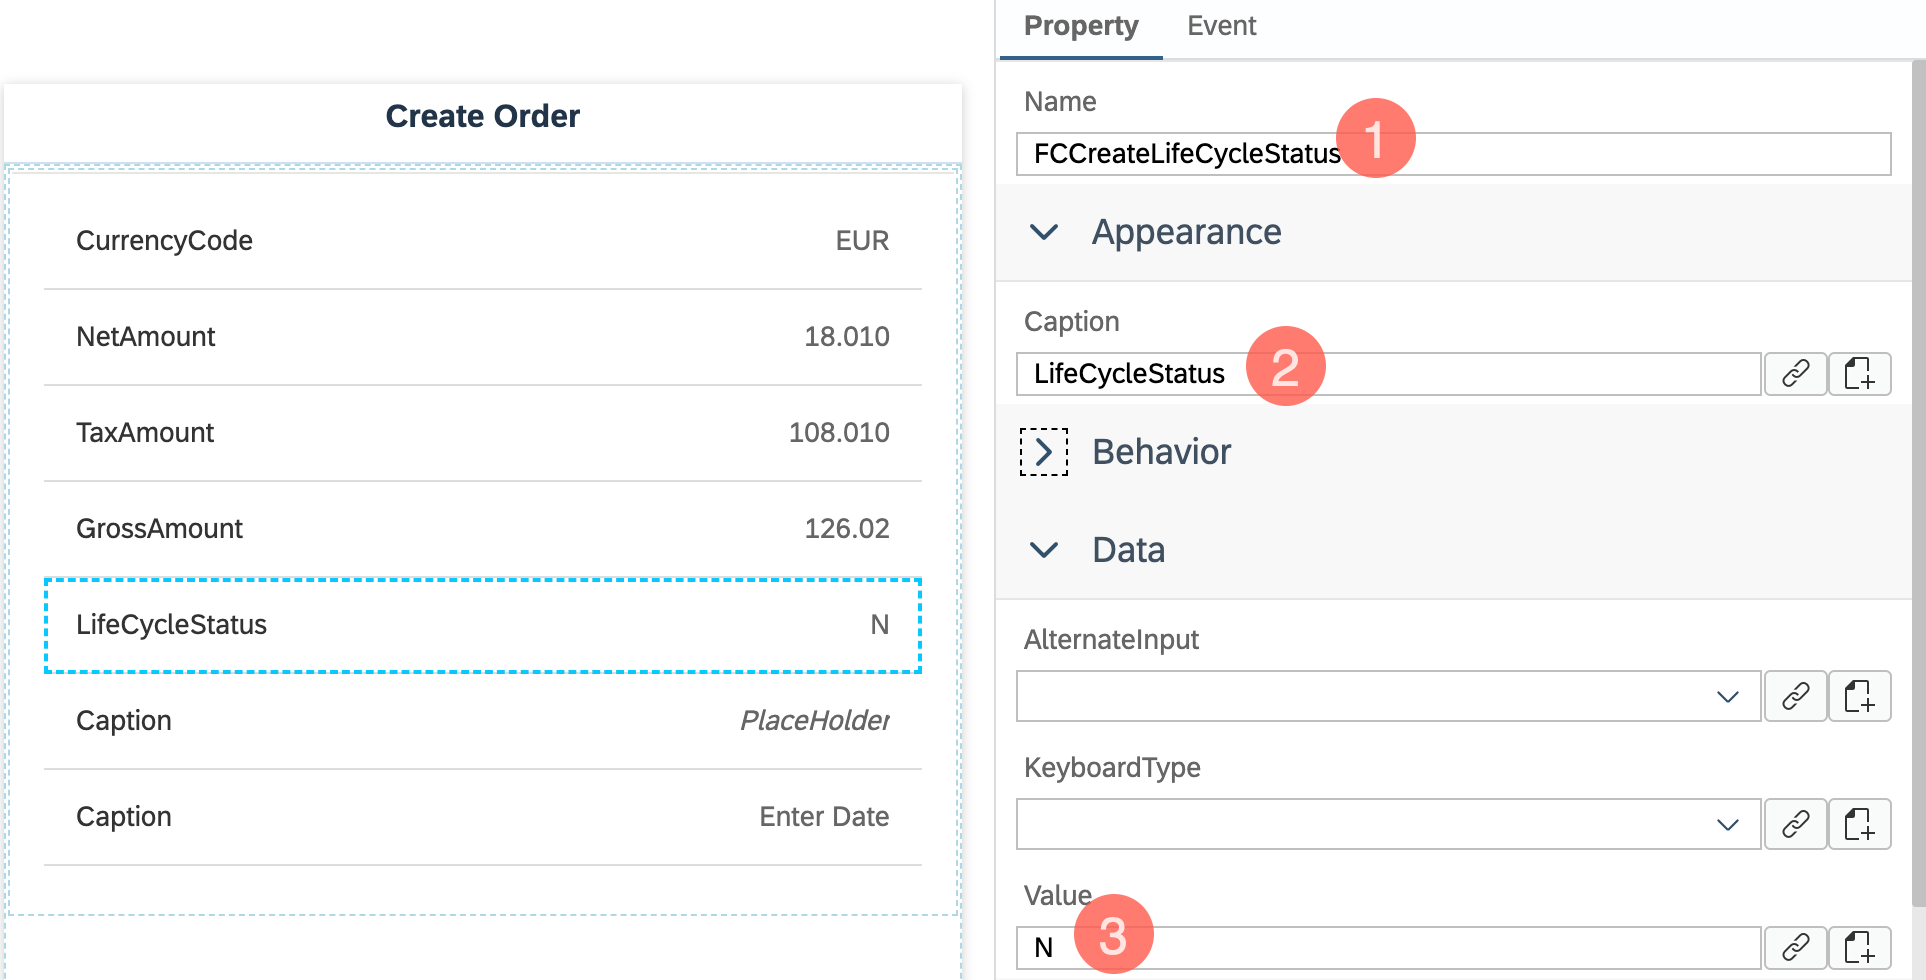 Create Order
CurrencyCode EUR
NetAmount 18.010
TaxAmount 108.010
GrossAmount 126.02
LifeCycleStatus N
Caption PlaceHolder
Caption Enter Date
Property Event
Name
FCCreateLifeCycleStatus 1
Appearance
Caption
LifeCycleStatus 2
Behavior
Data
AlternateInput
KeyboardType
Value
N 3